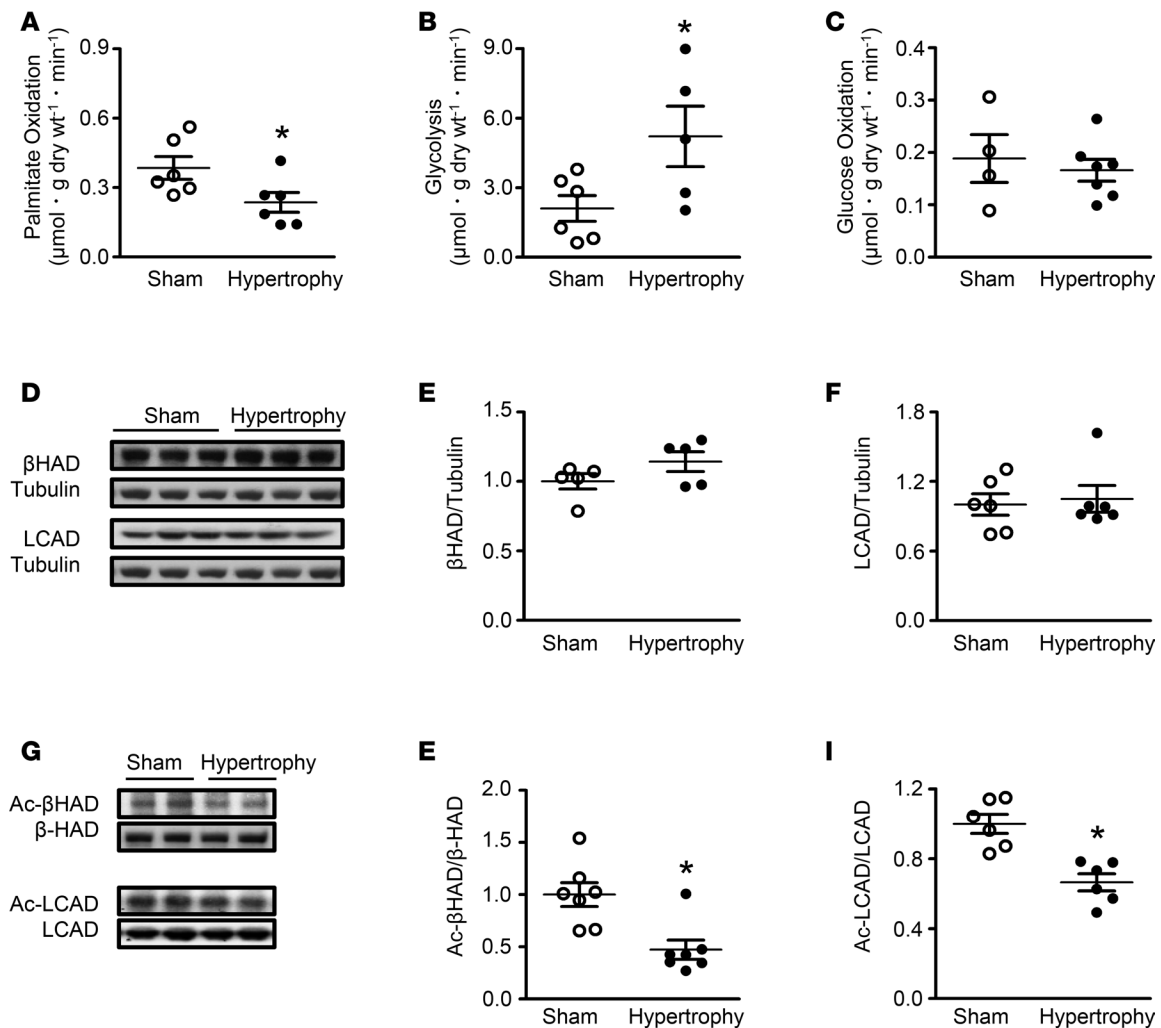 A
Palmitate Oxidation
(μmol · g dry wt⁻¹ · min⁻¹)
0.9
0.6
0.3
0.0
*
Sham
Hypertrophy
B
Glycolysis
(μmol · g dry wt⁻¹ · min⁻¹)
9.0
6.0
3.0
0.0
*
Sham
Hypertrophy
C
Glucose Oxidation
(μmol · g dry wt⁻¹ · min⁻¹)
0.4
0.3
0.2
0.1
0.0
Sham
Hypertrophy
D
Sham Hypertrophy
βHAD
Tubulin
LCAD
Tubulin
E
βHAD/Tubulin
1.5
1.0
0.5
0.0
Sham
Hypertrophy
F
LCAD/Tubulin
1.8
1.2
0.6
0.0
Sham
Hypertrophy
G
Sham Hypertrophy
Ac-βHAD
β-HAD
Ac-LCAD
LCAD
E
Ac-βHAD/β-HAD
2.0
1.5
1.0
0.5
0.0
*
Sham
Hypertrophy
I
Ac-LCAD/LCAD
1.2
0.8
0.4
0.0
*
Sham
Hypertrophy